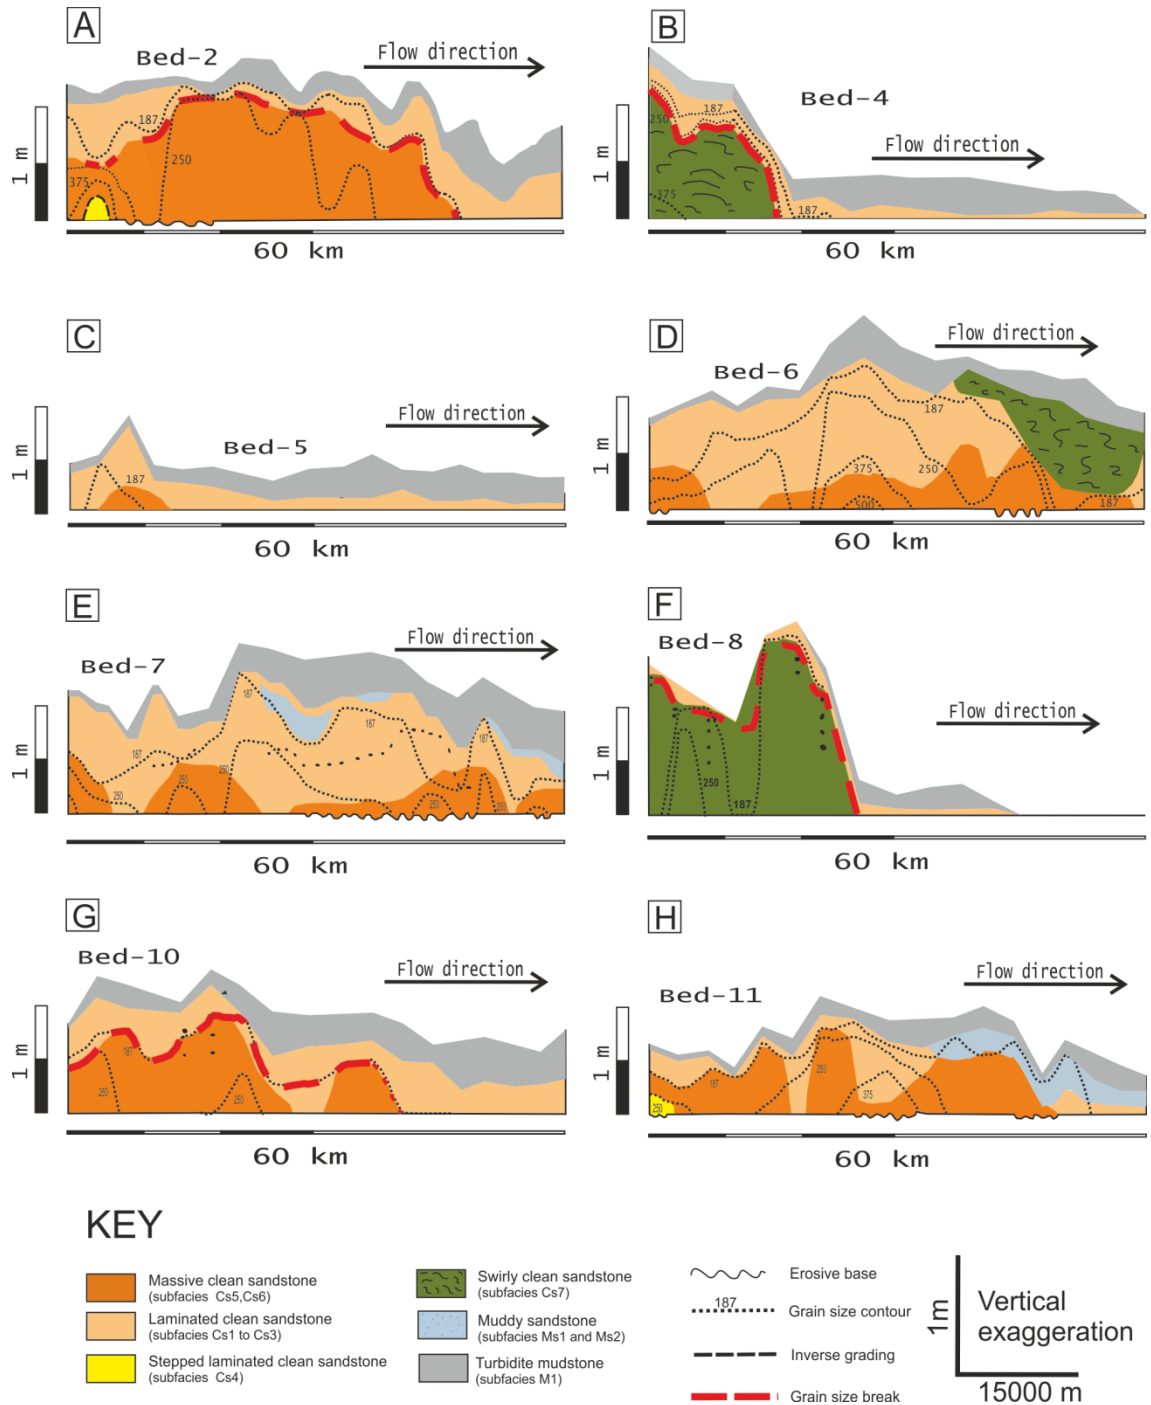 A
Bed-2
Flow direction
187
250
375
1 m
60 km
B
Bed-4
Flow direction
187
250
375
187
1 m
60 km
C
Bed-5
Flow direction
187
1 m
60 km
D
Bed-6
Flow direction
187
375
250
500
187
1 m
60 km
E
Bed-7
Flow direction
187
187
187
187
250
250
250
250
250
250
1 m
60 km
F
Bed-8
Flow direction
250
187
1 m
60 km
G
Bed-10
Flow direction
187
250
250
1 m
60 km
H
Bed-11
Flow direction
187
250
375
250
1 m
60 km
KEY
Massive clean sandstone
(subfacies Cs5,Cs6)
Laminated clean sandstone
(subfacies Cs1 to Cs3)
Stepped laminated clean sandstone
(subfacies Cs4)
Swirly clean sandstone
(subfacies Cs7)
Muddy sandstone
(subfacies Ms1 and Ms2)
Turbidite mudstone
(subfacies M1)
Erosive base
187
Grain size contour
Inverse grading
Grain size break
1m
Vertical
exaggeration
15000 m